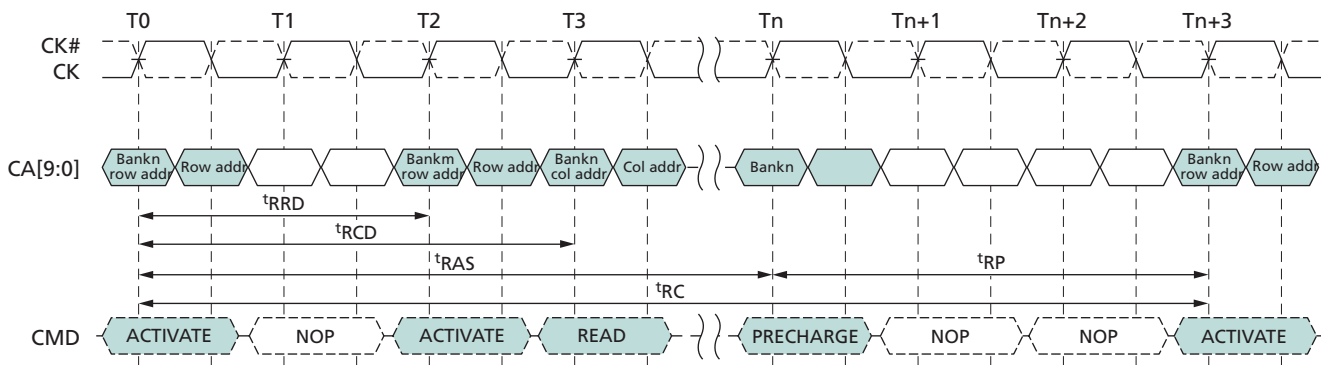 T0 T1 T2 T3 Tn Tn+1 Tn+2 Tn+3
CK#
CK
CA[9:0]
Bankn
row addr
Row addr
Bankm
row addr
Row addr
Bankn
col addr
Col addr
Bankn
Bankn
row addr
Row addr
tRRD
tRCD
tRAS
tRP
tRC
CMD ACTIVATE NOP ACTIVATE READ PRECHARGE NOP NOP ACTIVATE